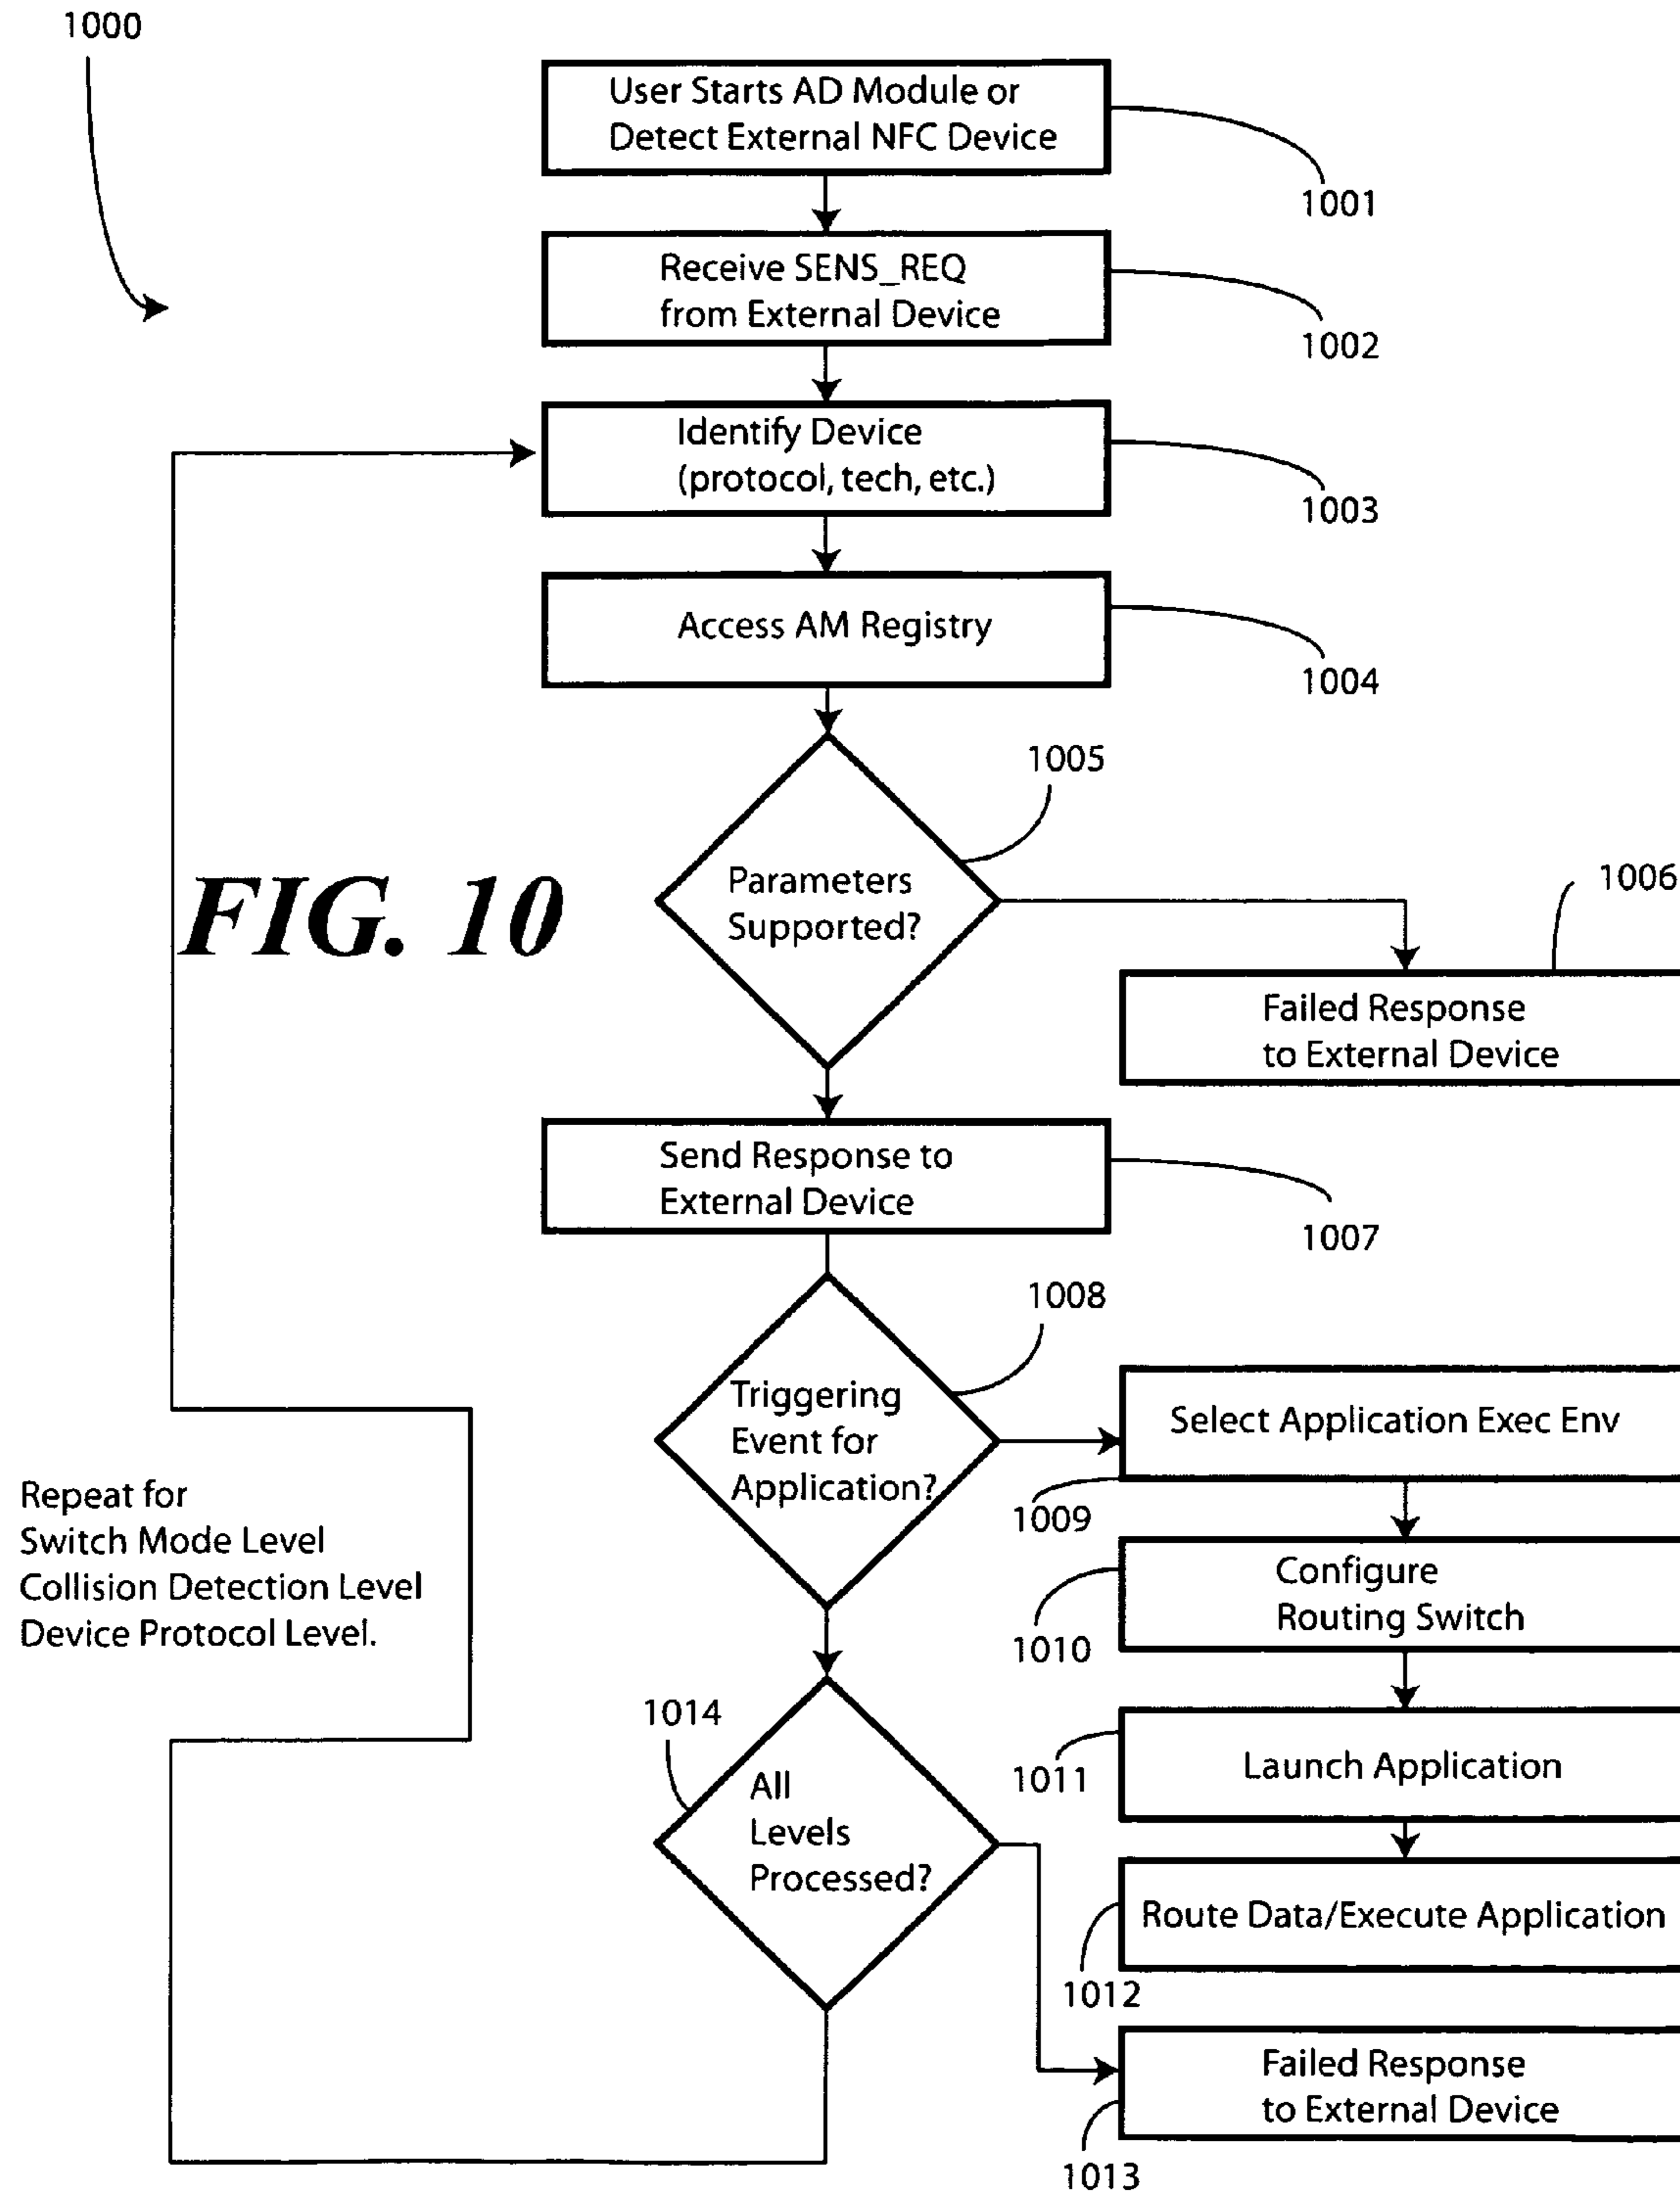 1000
User Starts AD Module or
Detect External NFC Device
1001
Receive SENS_REQ
from External Device
1002
Identify Device
(protocol, tech, etc.)
1003
Access AM Registry
1004
1005
Parameters
Supported?
FIG. 10
1006
Failed Response
to External Device
Send Response to
External Device
1007
1008
Triggering
Event for
Application?
Select Application Exec Env
1009
Configure
Routing Switch
1010
Repeat for
Switch Mode Level
Collision Detection Level
Device Protocol Level.
1014
All
Levels
Processed?
Launch Application
1011
Route Data/Execute Application
1012
Failed Response
to External Device
1013